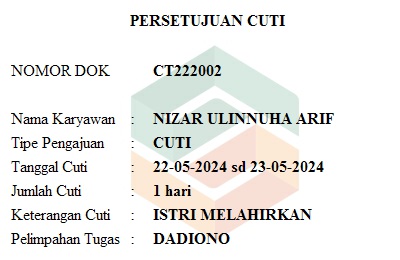 PERSETUJUAN CUTI
NOMOR DOK CT222002
Nama Karyawan : NIZAR ULINNUHA ARIF
Tipe Pengajuan : CUTI
Tanggal Cuti : 22-05-2024 sd 23-05-2024
Jumlah Cuti : 1 hari
Keterangan Cuti : ISTRI MELAHIRKAN
Pelimpahan Tugas : DADIONO